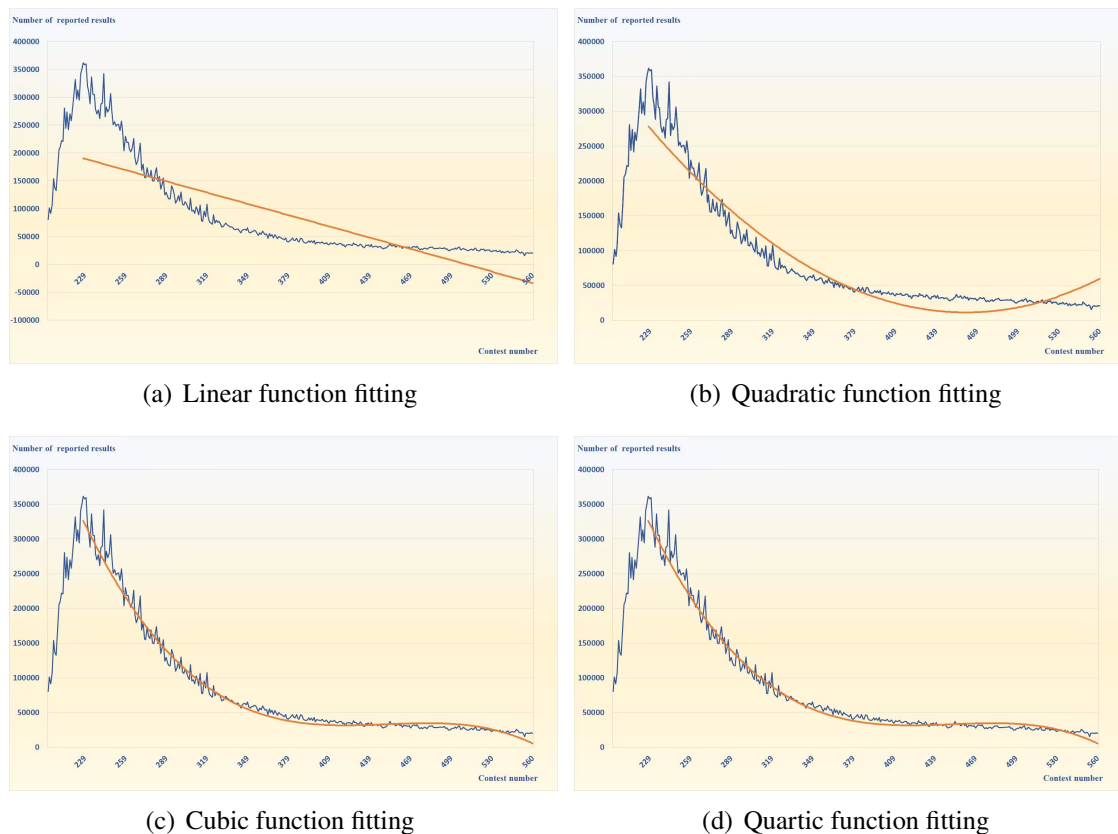 Number of reported results
400000
350000
300000
250000
200000
150000
100000
50000
0
-50000
-100000
229 259 289 319 349 379 409 439 469 499 530 560
Contest number
(a) Linear function fitting
Number of reported results
400000
350000
300000
250000
200000
150000
100000
50000
0
229 259 289 319 349 379 409 439 469 499 530 560
Contest number
(b) Quadratic function fitting
Number of reported results
400000
350000
300000
250000
200000
150000
100000
50000
0
229 259 289 319 349 379 409 439 469 499 530 560
Contest number
(c) Cubic function fitting
Number of reported results
400000
350000
300000
250000
200000
150000
100000
50000
0
229 259 289 319 349 379 409 439 469 499 530 560
Contest number
(d) Quartic function fitting